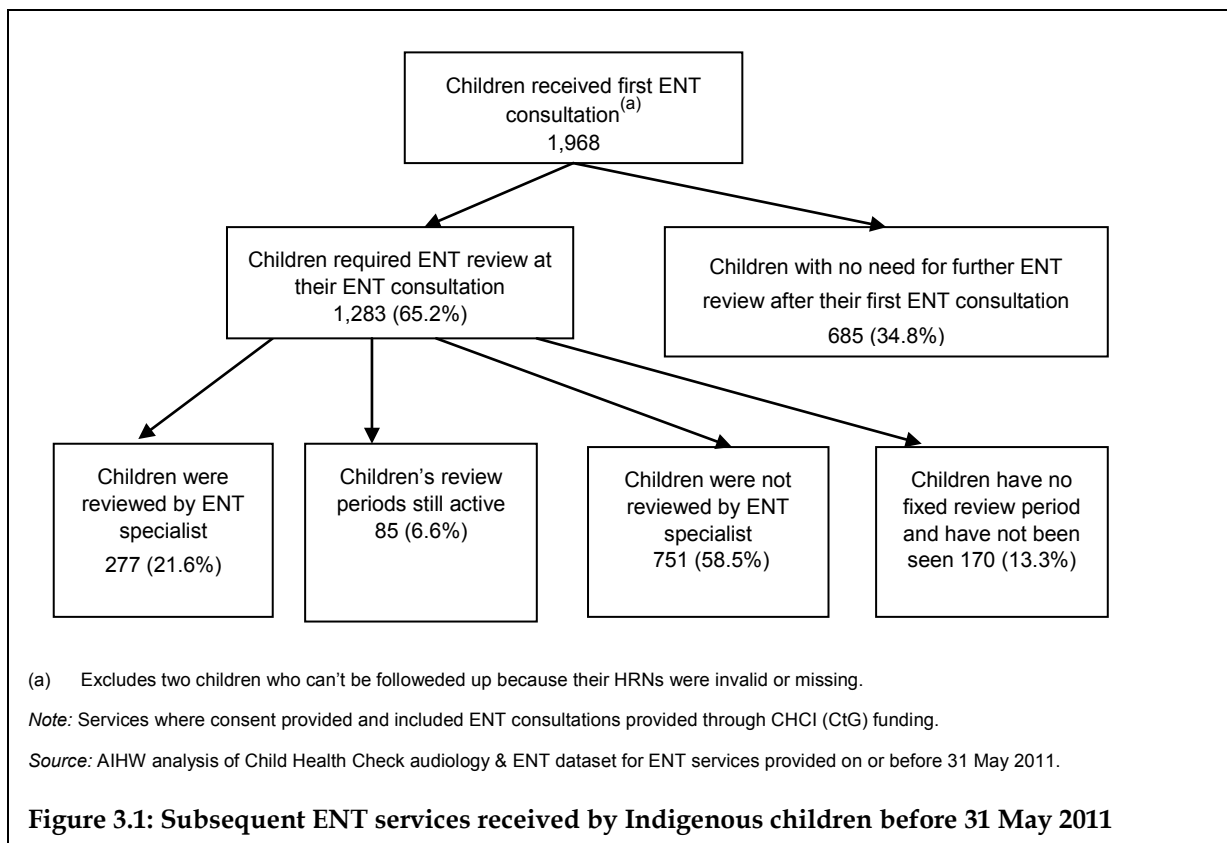 Children received first ENT
consultation(a)
1,968
Children required ENT review at
their ENT consultation
1,283 (65.2%)
Children with no need for further ENT
review after their first ENT consultation
685 (34.8%)
Children were
reviewed by ENT
specialist
277 (21.6%)
Children’s review
periods still active
85 (6.6%)
Children were not
reviewed by ENT
specialist
751 (58.5%)
Children have no
fixed review period
and have not been
seen 170 (13.3%)
(a) Excludes two children who can’t be followeded up because their HRNs were invalid or missing.
Note: Services where consent provided and included ENT consultations provided through CHCI (CtG) funding.
Source: AIHW analysis of Child Health Check audiology & ENT dataset for ENT services provided on or before 31 May 2011.
Figure 3.1: Subsequent ENT services received by Indigenous children before 31 May 2011